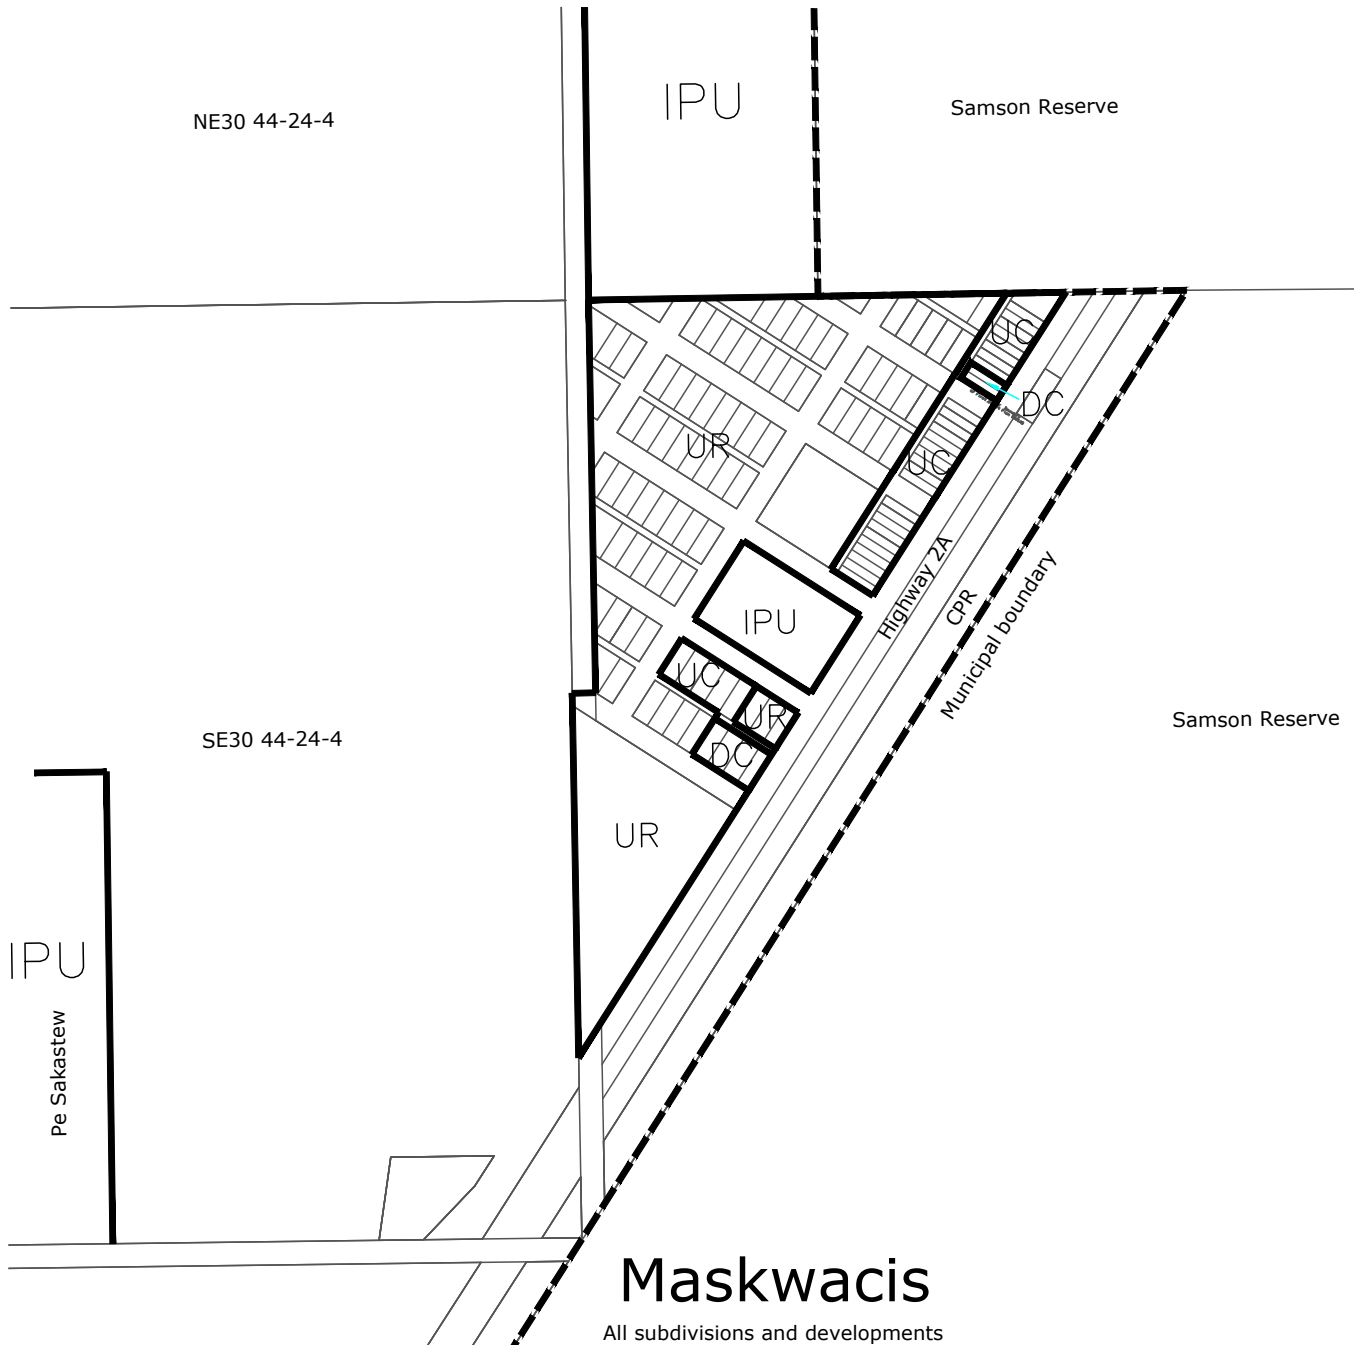 IPU
Samson Reserve
NE30 44-24-4
UC
DC
UR
UC
Highway 2A
CPR
Municipal boundary
IPU
UC
UR
DC
Samson Reserve
SE30 44-24-4
UR
IPU
Pe Sakastew
Maskwacis
All subdivisions and developments